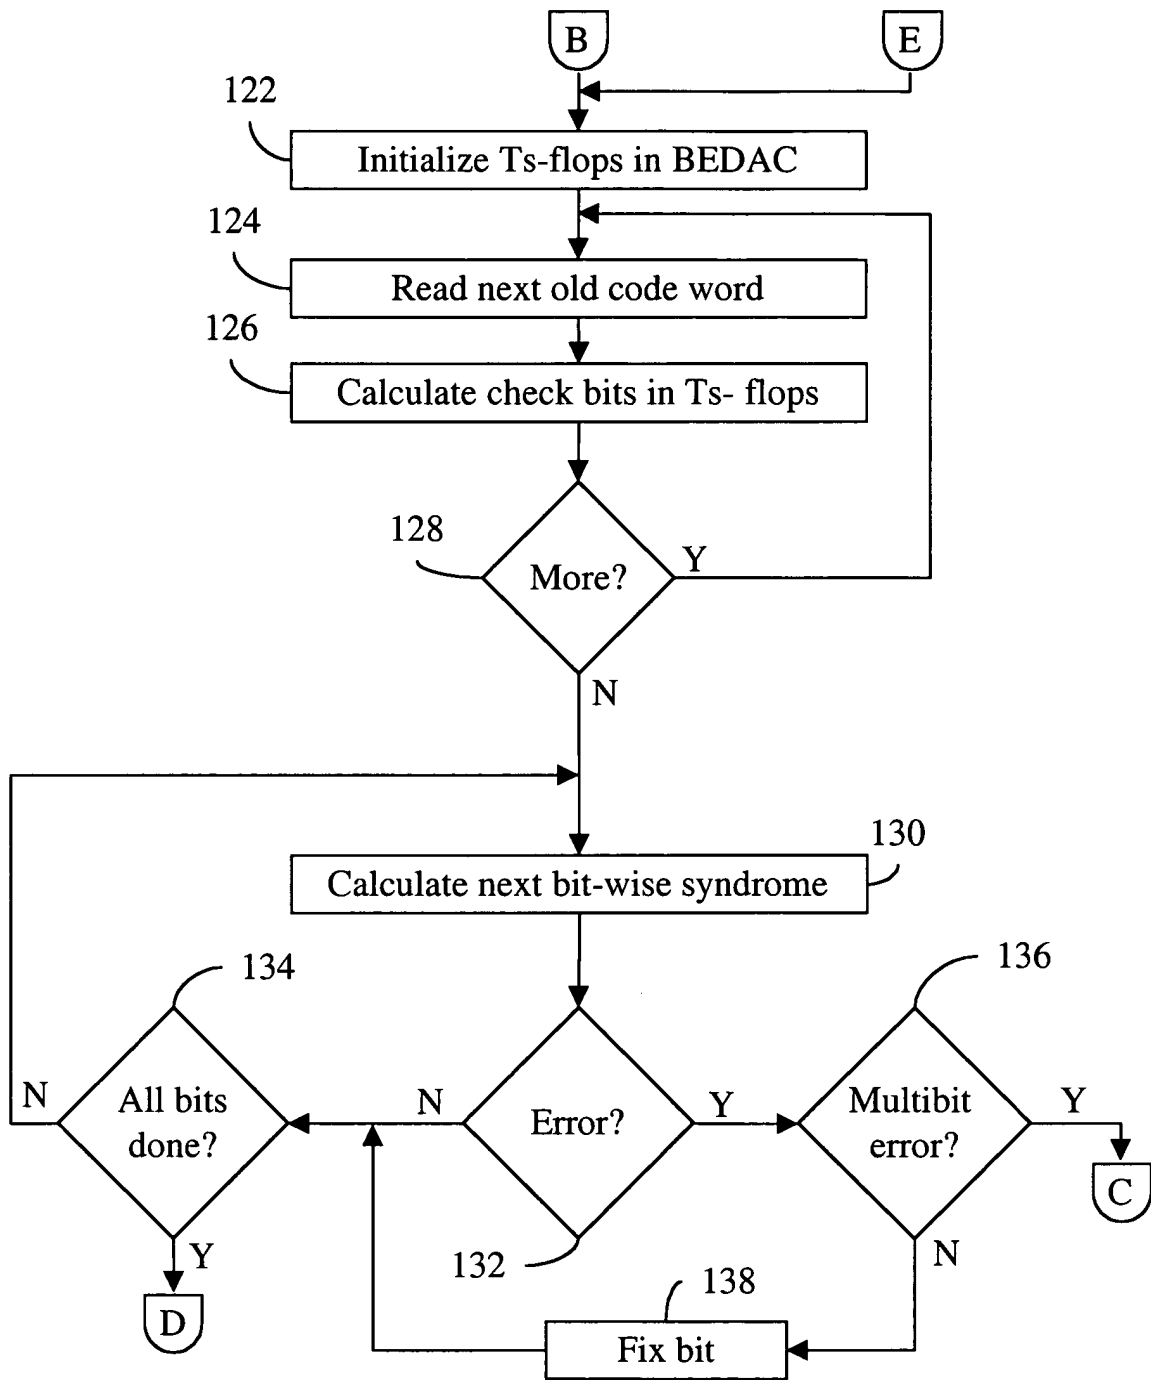 B
E
122
Initialize Ts-flops in BEDAC
124
Read next old code word
126
Calculate check bits in Ts- flops
128
More?
Y
N
130
Calculate next bit-wise syndrome
134
136
N
All bits
done?
N
Error?
Y
Multibit
error?
Y
C
132
Y
N
D
138
Fix bit